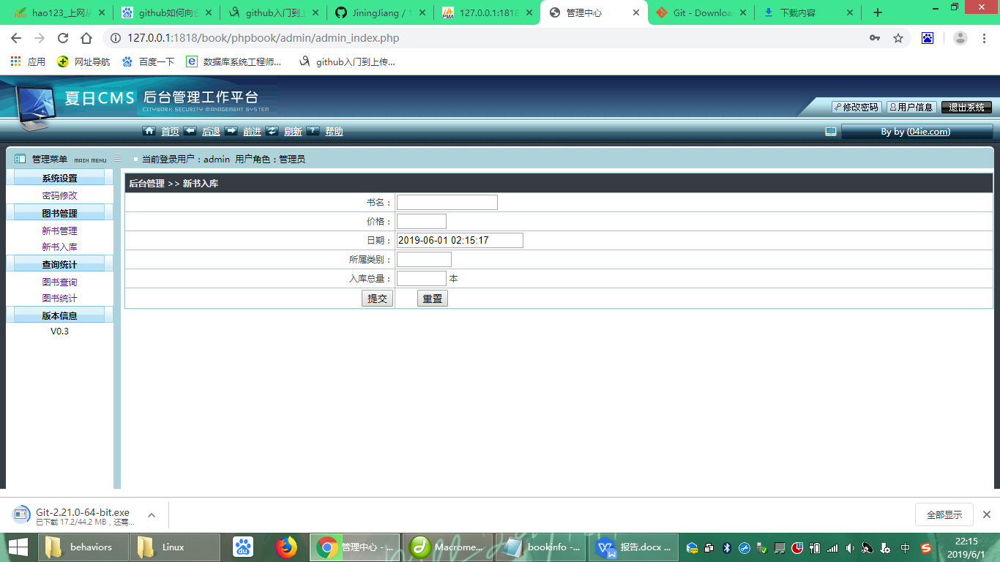 hao123_上网从
github如何向仓
github入门到上
JiningJiang / 1
127.0.0.1:1818
管理中心
Git - Downloa
下载内容
127.0.0.1:1818/book/phpbook/admin/admin_index.php
应用 网址导航 百度一下 数据库系统工程师... github入门到上传...
夏日CMS 后台管理工作平台
CITYWORK SECURITY MANAGEMENT SYSTEM
修改密码 用户信息 退出系统
首页 后退 前进 刷新 ? 帮助
By by (04ie.com)
管理菜单 MAIN MENU
当前登录用户：admin 用户角色：管理员
系统设置
密码修改
图书管理
新书管理
新书入库
查询统计
图书查询
图书统计
版本信息
V0.3
后台管理 >> 新书入库
书名：
价格：
日期： 2019-06-01 02:15:17
所属类别：
入库总量： 本
提交 重置
Git-2.21.0-64-bit.exe
已下载 17.2/44.2 MB，还需...
全部显示
behaviors
Linux
管理中心 - ...
Macrome...
bookinfo -...
报告.docx ...
中
22:15
2019/6/1